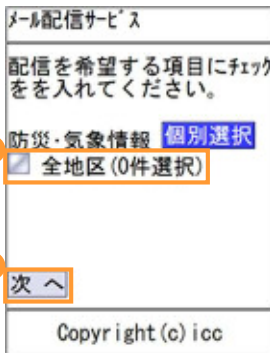 メール配信サービス
配信を希望する項目にチェック
をを入れてください。
防災・気象情報 個別選択
全地区(0件選択)
次 へ
Copyright(c)icc